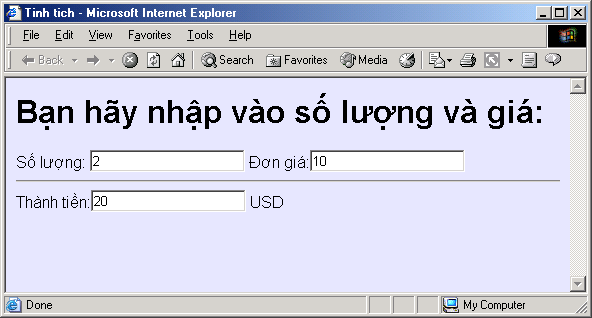 Tinh tich - Microsoft Internet Explorer
File Edit View Favorites Tools Help
Back Search Favorites Media
Bạn hãy nhập vào số lượng và giá:
Số lượng: 2 Đơn giá: 10
Thành tiền: 20 USD
Done My Computer